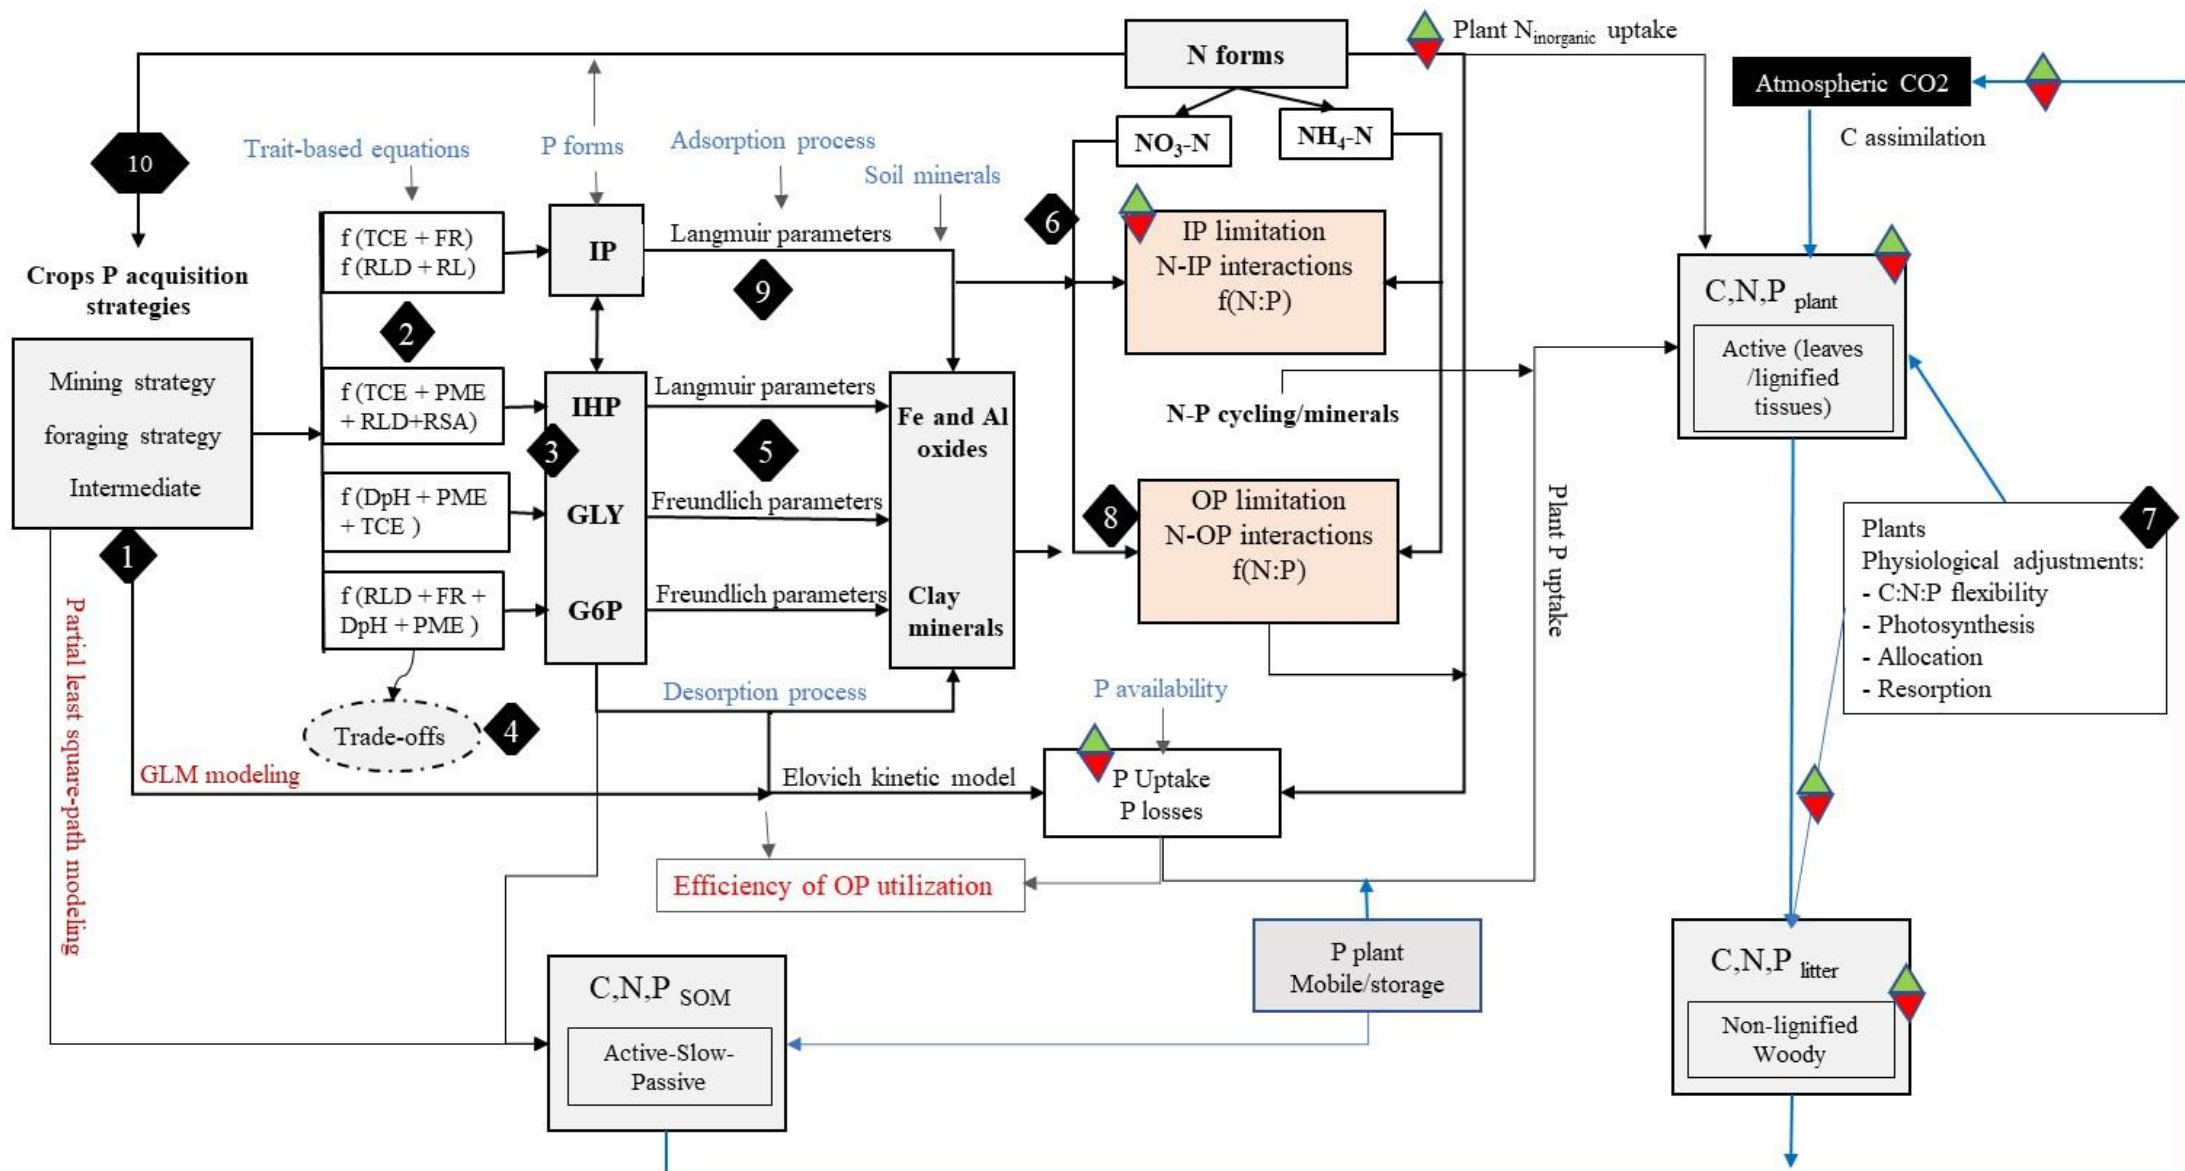 N forms
Plant Ninorganic uptake
Atmospheric CO2
C assimilation
NO3-N
NH4-N
10
Trait-based equations
P forms
Adsorption process
Soil minerals
Crops P acquisition
strategies
Mining strategy
foraging strategy
Intermediate
1
f (TCE + FR)
f (RLD + RL)
2
f (TCE + PME
+ RLD+RSA)
f (DpH + PME
+ TCE )
f (RLD + FR +
DpH + PME )
Trade-offs
4
IP
IHP
3
GLY
G6P
Langmuir parameters
9
Langmuir parameters
5
Freundlich parameters
Freundlich parameters
Fe and Al
oxides
Clay
minerals
6
IP limitation
N-IP interactions
f(N:P)
N-P cycling/minerals
8
OP limitation
N-OP interactions
f(N:P)
Desorption process
P availability
GLM modeling
Elovich kinetic model
P Uptake
P losses
Efficiency of OP utilization
Partial least square-path modeling
Plant P uptake
C,N,P plant
Active (leaves
/lignified
tissues)
7
Plants
Physiological adjustments:
- C:N:P flexibility
- Photosynthesis
- Allocation
- Resorption
P plant
Mobile/storage
C,N,P SOM
Active-Slow-
Passive
C,N,P litter
Non-lignified
Woody